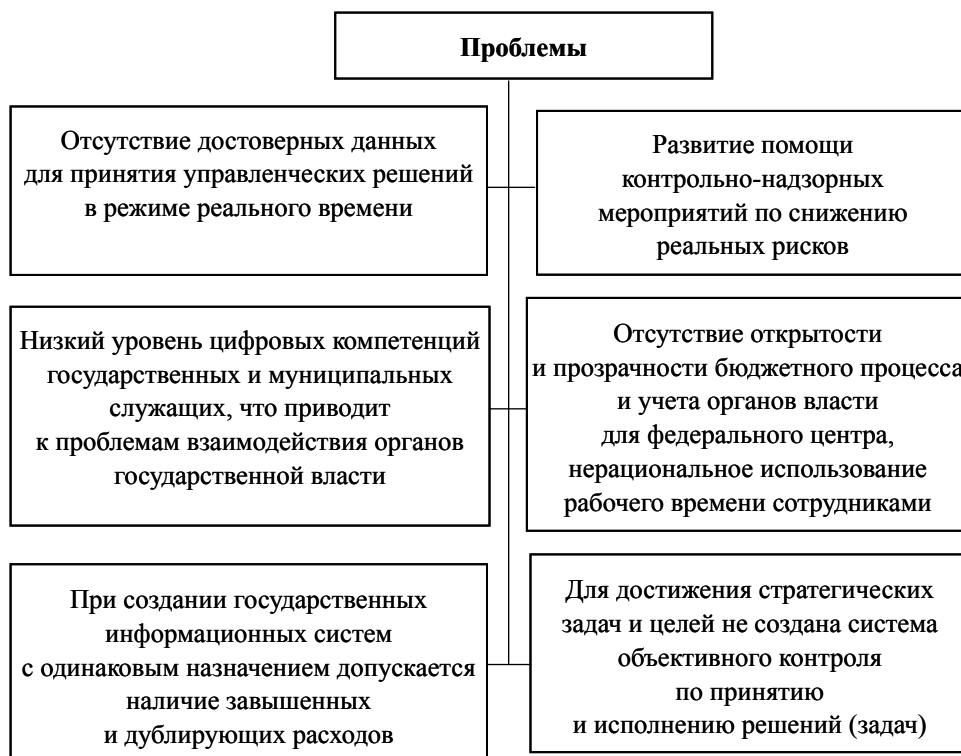 Проблемы
Отсутствие достоверных данных
для принятия управленческих решений
в режиме реального времени
Развитие помощи
контрольно-надзорных
мероприятий по снижению
реальных рисков
Низкий уровень цифровых компетенций
государственных и муниципальных
служащих, что приводит
к проблемам взаимодействия органов
государственной власти
Отсутствие открытости
и прозрачности бюджетного процесса
и учета органов власти
для федерального центра,
нерациональное использование
рабочего времени сотрудниками
При создании государственных
информационных систем
с одинаковым назначением допускается
наличие завышенных
и дублирующих расходов
Для достижения стратегических
задач и целей не создана система
объективного контроля
по принятию
и исполнению решений (задач)